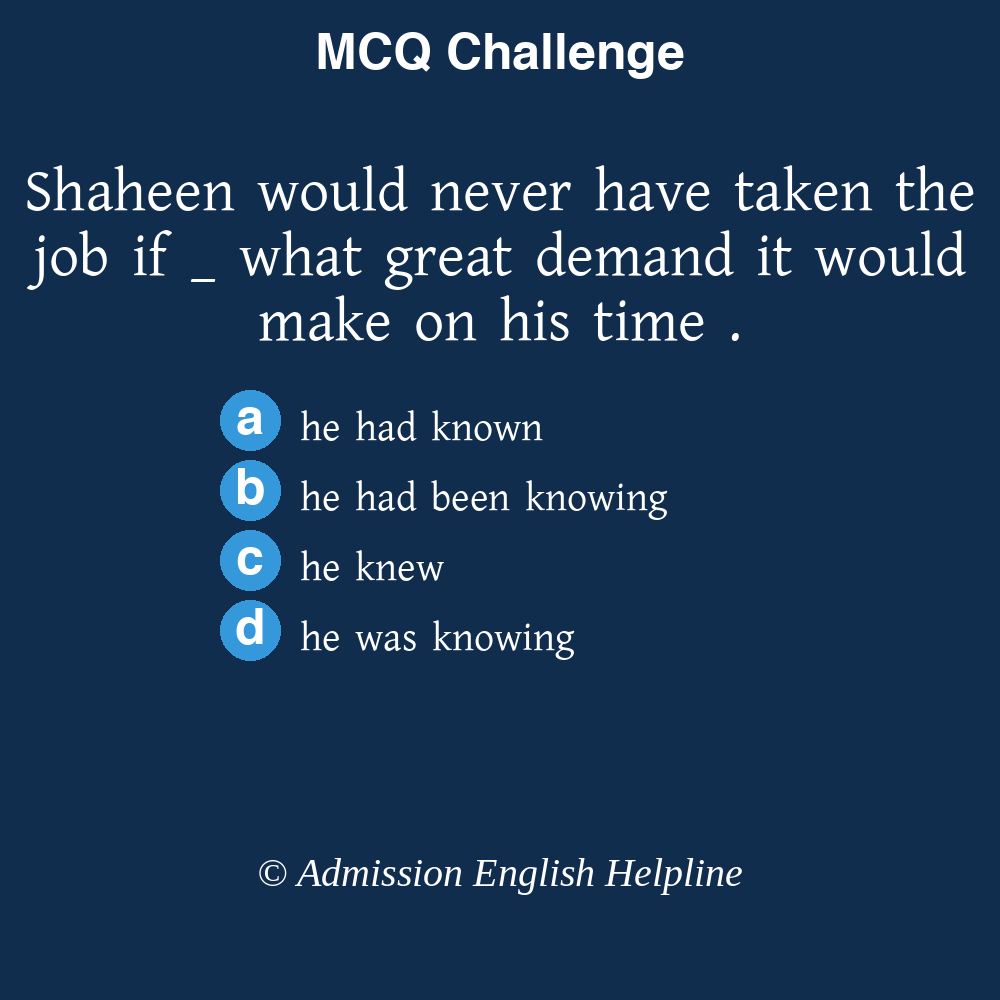 MCQ Challenge
Shaheen would never have taken the
job if _ what great demand it would
make on his time .
a he had known
b he had been knowing
c he knew
d he was knowing
© Admission English Helpline